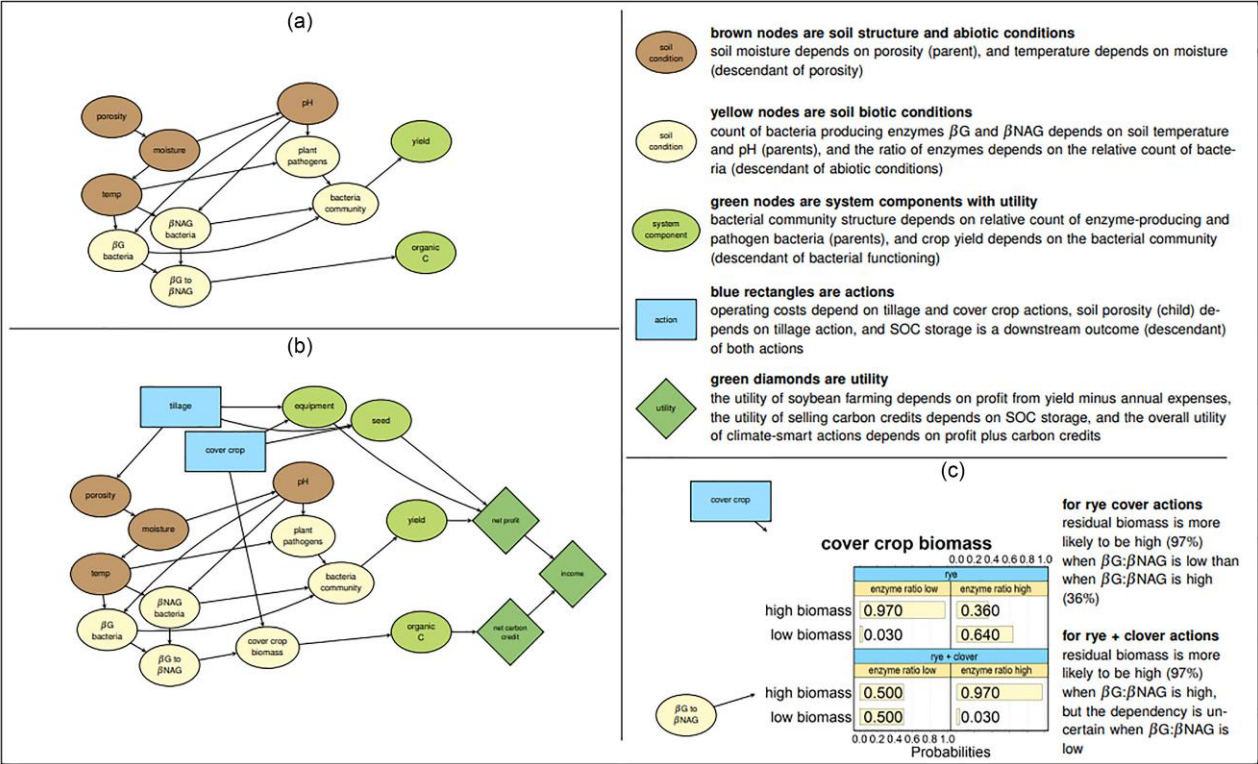 (a)
porosity
pH
moisture
plant
pathogens
yield
temp
bacteria
community
βNAG
bacteria
βG
bacteria
organic
C
βG to
βNAG
soil
condition
brown nodes are soil structure and abiotic conditions
soil moisture depends on porosity (parent), and temperature depends on moisture
(descendant of porosity)
soil
condition
yellow nodes are soil biotic conditions
count of bacteria producing enzymes βG and βNAG depends on soil temperature
and pH (parents), and the ratio of enzymes depends on the relative count of bacte-
ria (descendant of abiotic conditions)
system
component
green nodes are system components with utility
bacterial community structure depends on relative count of enzyme-producing and
pathogen bacteria (parents), and crop yield depends on the bacterial community
(descendant of bacterial functioning)
action
blue rectangles are actions
operating costs depend on tillage and cover crop actions, soil porosity (child) de-
pends on tillage action, and SOC storage is a downstream outcome (descendant)
of both actions
utility
green diamonds are utility
the utility of soybean farming depends on profit from yield minus annual expenses,
the utility of selling carbon credits depends on SOC storage, and the overall utility
of climate-smart actions depends on profit plus carbon credits
(b)
tillage
equipment
seed
cover crop
porosity
pH
moisture
yield
net profit
plant
pathogens
temp
bacteria
community
income
βNAG
bacteria
βG
bacteria
cover crop
biomass
organic
C
net carbon
credit
βG to
βNAG
(c)
cover crop
cover crop biomass
0.0 0.2 0.4 0.6 0.8 1.0
rye
enzyme ratio low enzyme ratio high
high biomass 0.970 0.360
low biomass 0.030 0.640
rye + clover
enzyme ratio low enzyme ratio high
high biomass 0.500 0.970
low biomass 0.500 0.030
0.0 0.2 0.4 0.6 0.8 1.0
Probabilities
βG to
βNAG
for rye cover actions
residual biomass is more
likely to be high (97%)
when βG:βNAG is low than
when βG:βNAG is high
(36%)
for rye + clover actions
residual biomass is more
likely to be high (97%)
when βG:βNAG is high,
but the dependency is un-
certain when βG:βNAG is
low